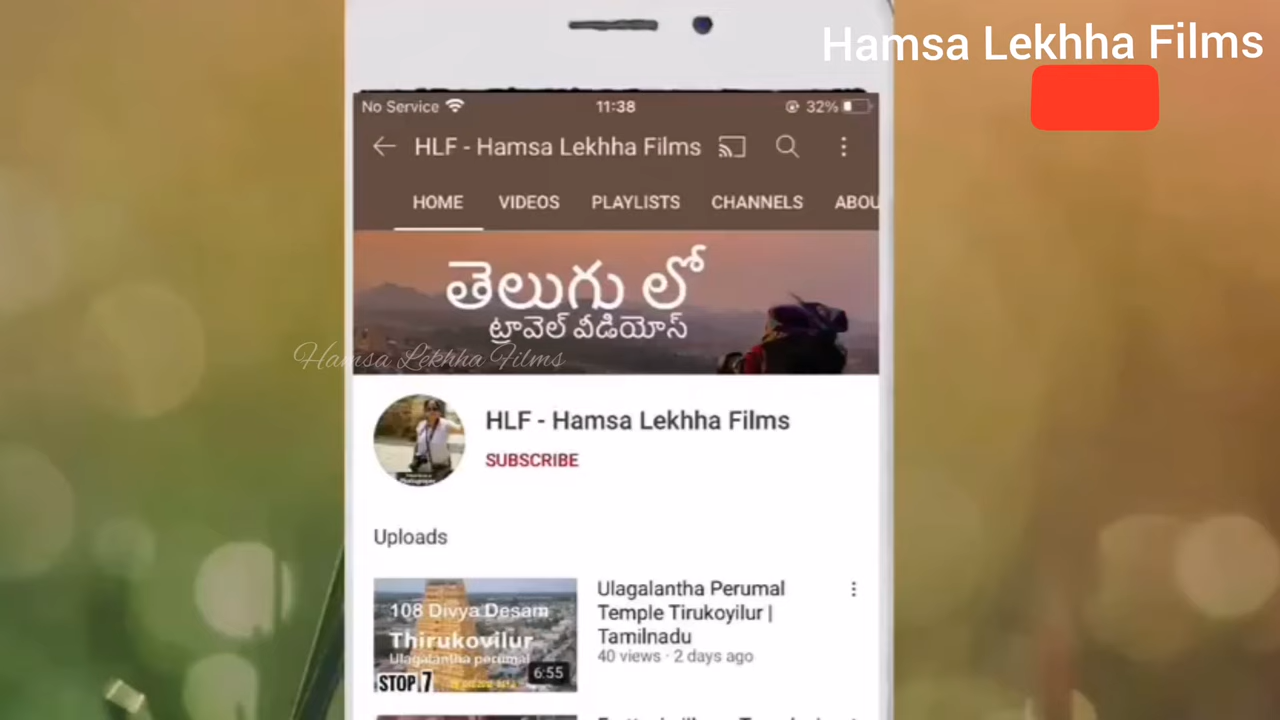 Hamsa Lekhha Films
No Service 11:38 32%
HLF - Hamsa Lekhha Films
HOME VIDEOS PLAYLISTS CHANNELS ABOU
తెలుగు లో
ట్రావెల్ వీడియోస్
Hamsa Lekhha Films
HLF - Hamsa Lekhha Films
SUBSCRIBE
Uploads
108 Divya Desam
Thirukovilur
Ulagalantha perumal
STOP 7
6:55
Ulagalantha Perumal
Temple Tirukoyilur |
Tamilnadu
40 views · 2 days ago